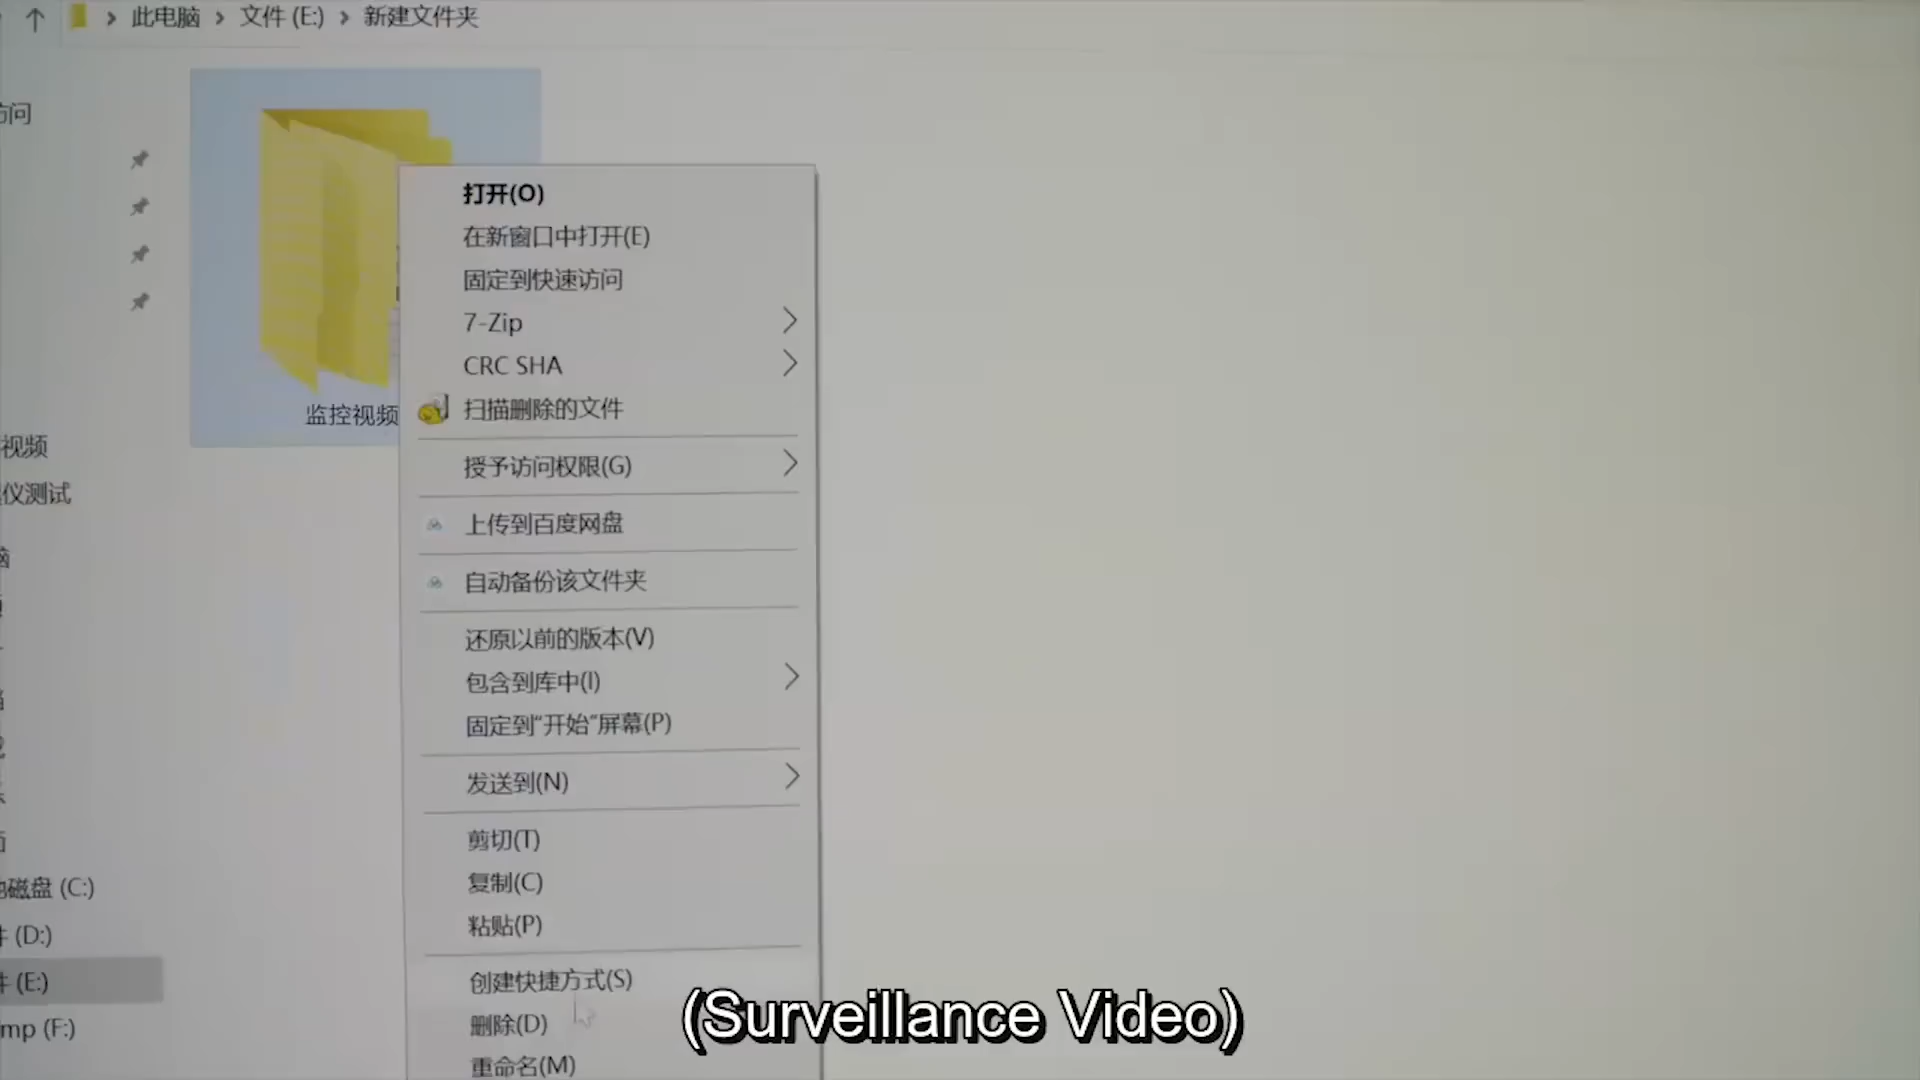 此电脑 > 文件 (E:) > 新建文件夹
访问
监控视频
视频
仪测试
打开(O)
在新窗口中打开(E)
固定到快速访问
7-Zip
CRC SHA
扫描删除的文件
授予访问权限(G)
上传到百度网盘
自动备份该文件夹
还原以前的版本(V)
包含到库中(I)
固定到“开始”屏幕(P)
发送到(N)
剪切(T)
复制(C)
粘贴(P)
创建快捷方式(S)
删除(D)
重命名(M)
磁盘 (C:)
(D:)
(E:)
mp (F:)
(Surveillance Video)